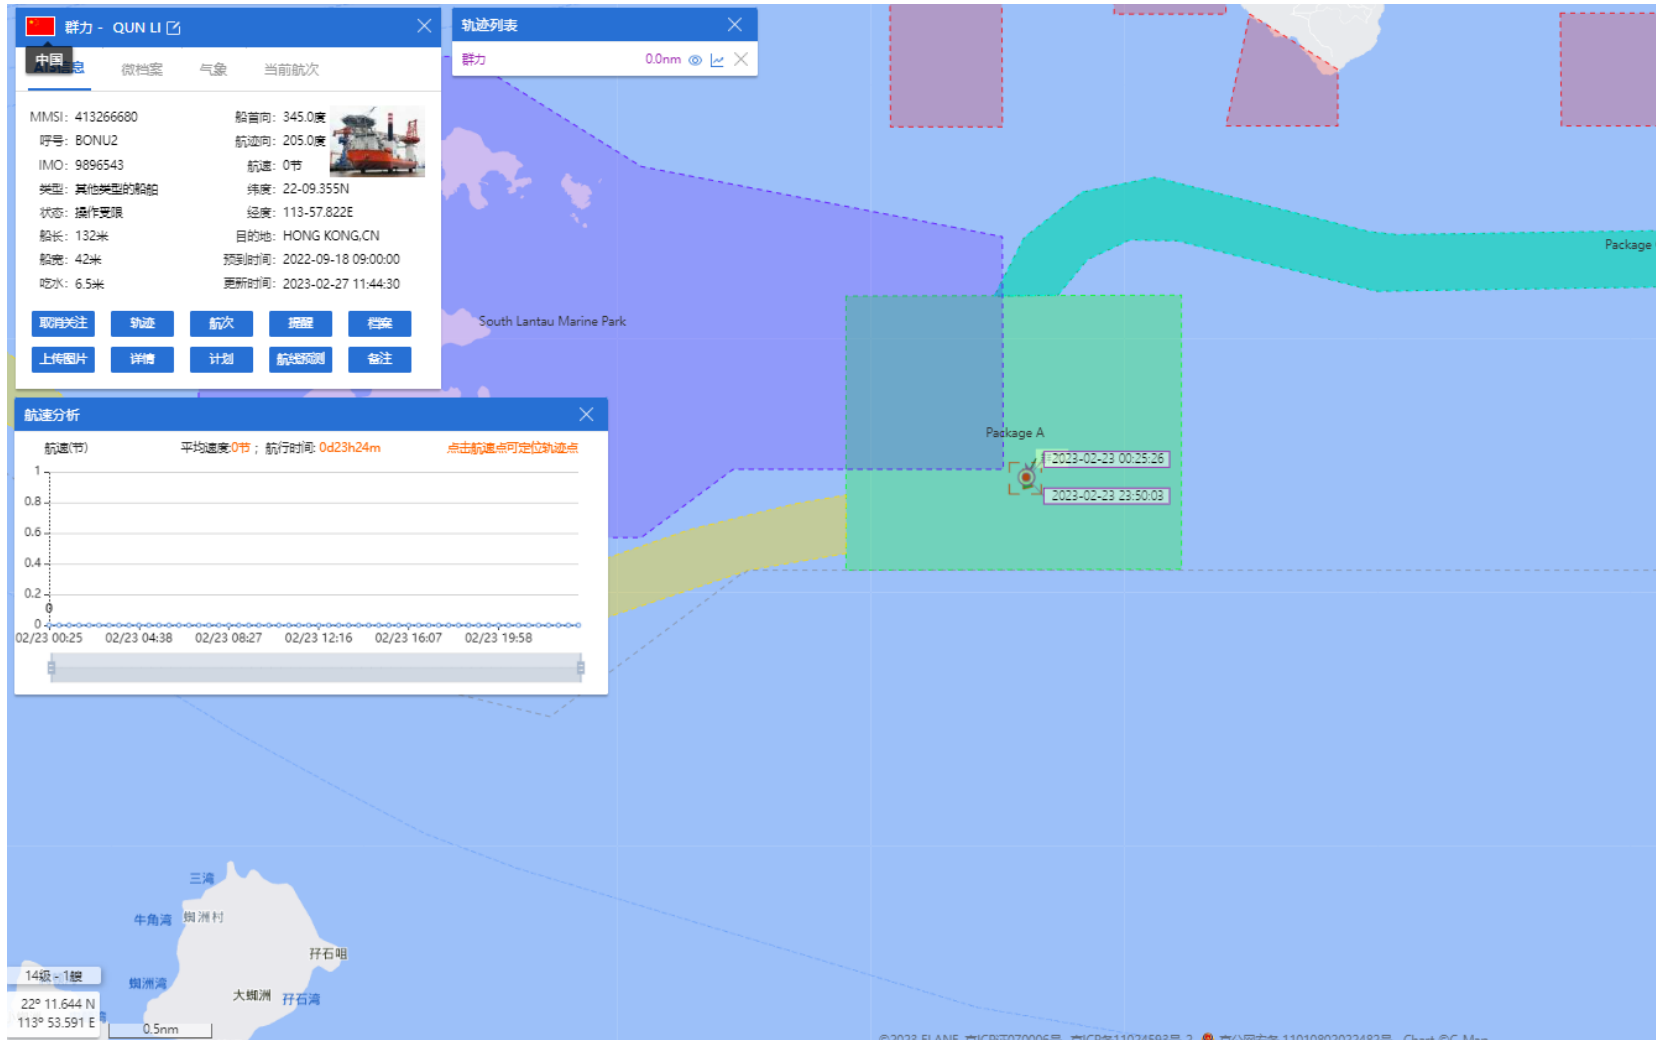 群力 - QUN LI
中国
信息
微档案
气象
当前航次
MMSI: 413266680
船首向: 345.0度
呼号: BONU2
航迹向: 205.0度
IMO: 9896543
航速: 0节
类型: 其他类型的船舶
纬度: 22-09.355N
状态: 操作受限
经度: 113-57.822E
船长: 132米
目的地: HONG KONG,CN
船宽: 42米
预到时间: 2022-09-18 09:00:00
吃水: 6.5米
更新时间: 2023-02-27 11:44:30
取消关注
轨迹
航次
提醒
档案
上传图片
详情
计划
航线预测
备注
轨迹列表
群力
0.0nm
Package
South Lantau Marine Park
Package A
2023-02-23 00:25:26
2023-02-23 23:50:03
航速分析
航速(节)
平均速度:0节 ; 航行时间: 0d23h24m
点击航速点可定位轨迹点
1
0.8
0.6
0.4
0.2
0
0
02/23 00:25
02/23 04:38
02/23 08:27
02/23 12:16
02/23 16:07
02/23 19:58
三湾
牛角湾
蜘洲村
孖石咀
蜘洲湾
大蜘洲
孖石湾
湾
14级 - 1艘
22º 11.644 N
113º 53.591 E
0.5nm